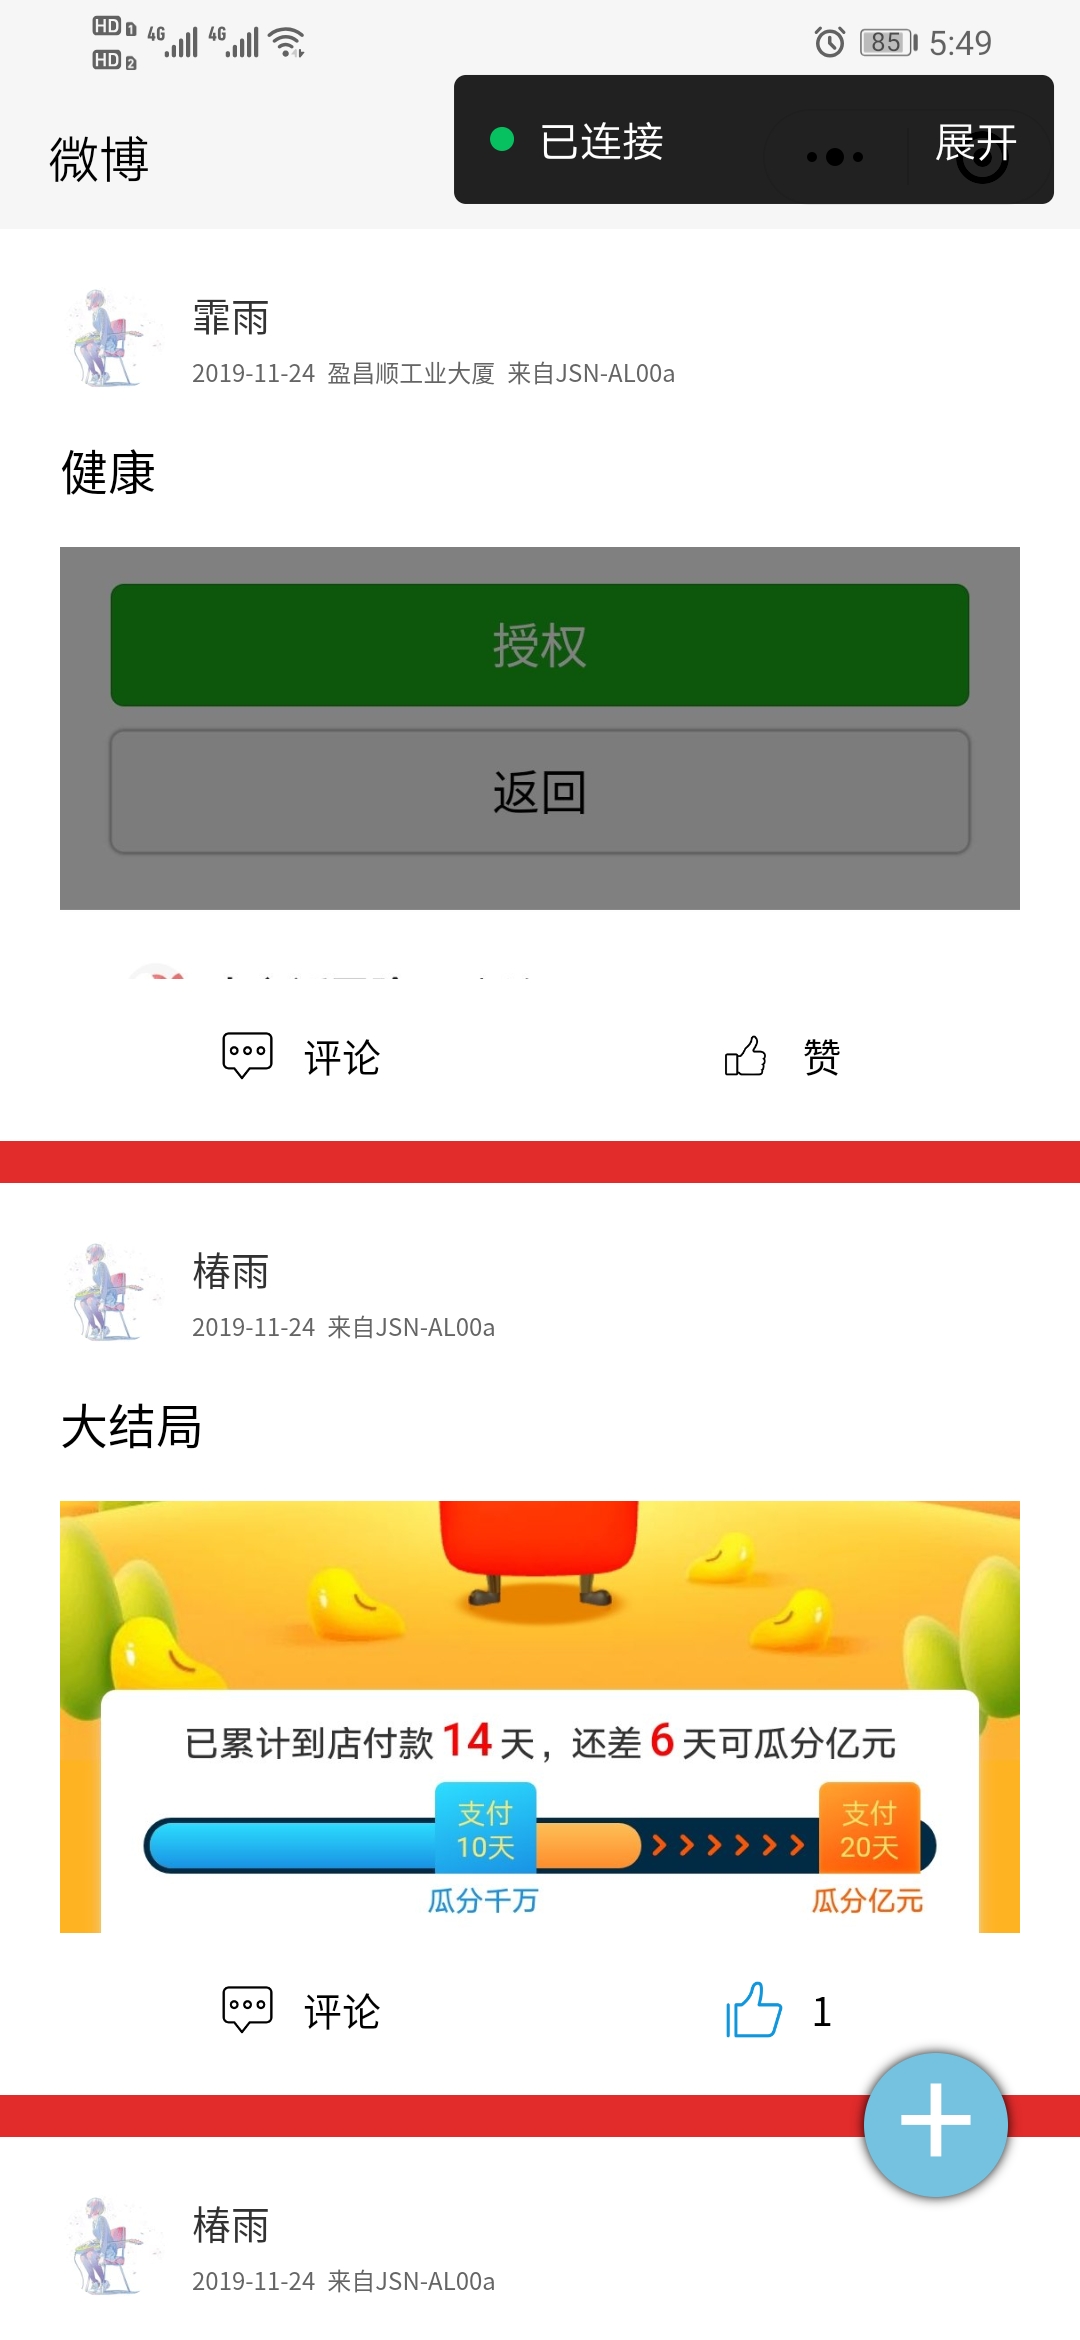 HD 1 4G 4G
HD 2
85 5:49
微博
已连接 展开
霏雨
2019-11-24 盈昌顺工业大厦 来自JSN-AL00a
健康
授权
返回
评论 赞
椿雨
2019-11-24 来自JSN-AL00a
大结局
已累计到店付款14天，还差6天可瓜分亿元
支付 支付
10天 20天
瓜分千万 瓜分亿元
评论 1
椿雨
2019-11-24 来自JSN-AL00a